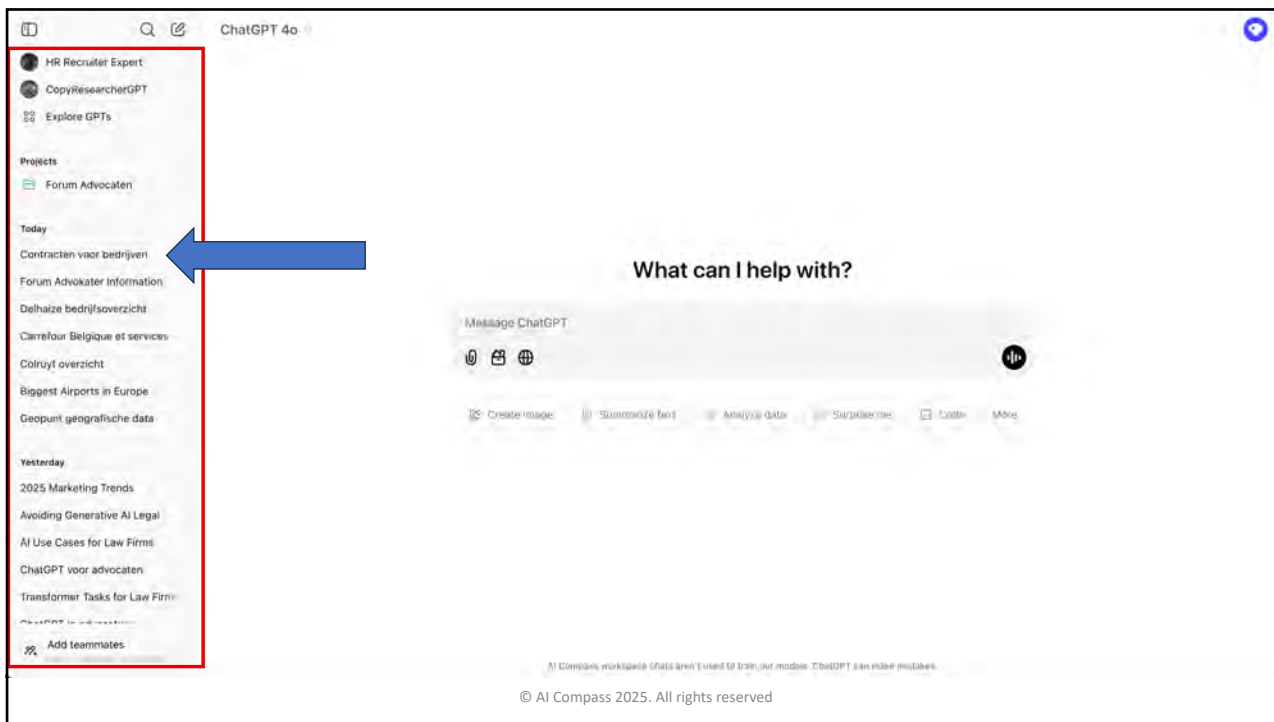 ChatGPT 4o
HR Recruiter Expert
CopyResearcherGPT
Explore GPTs
Projects
Forum Advocaten
Today
Contracten voor bedrijven
Forum Advokater Information
Delhaize bedrijfsoverzicht
Carrefour Belgique et services
Colruyt overzicht
Biggest Airports in Europe
Geopunt geografische data
Yesterday
2025 Marketing Trends
Avoiding Generative AI Legal
AI Use Cases for Law Firms
ChatGPT voor advocaten
Transformer Tasks for Law Firm
Add teammates
What can I help with?
Message ChatGPT
Create image Summarize text Analyze data Surprise me Code More
AI Compass workspace chats aren't used to train our models. ChatGPT can make mistakes.
© AI Compass 2025. All rights reserved